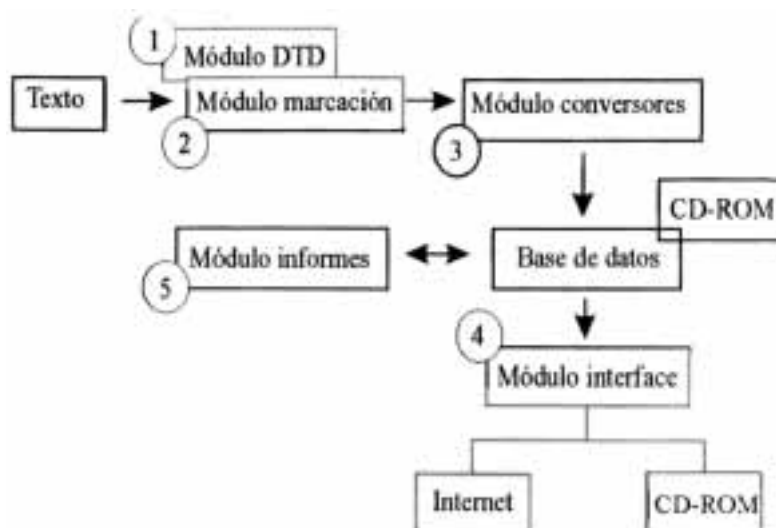 1
Módulo DTD
Texto
Módulo marcación
2
Módulo conversores
3
CD-ROM
Módulo informes
5
Base de datos
4
Módulo interface
Internet
CD-ROM